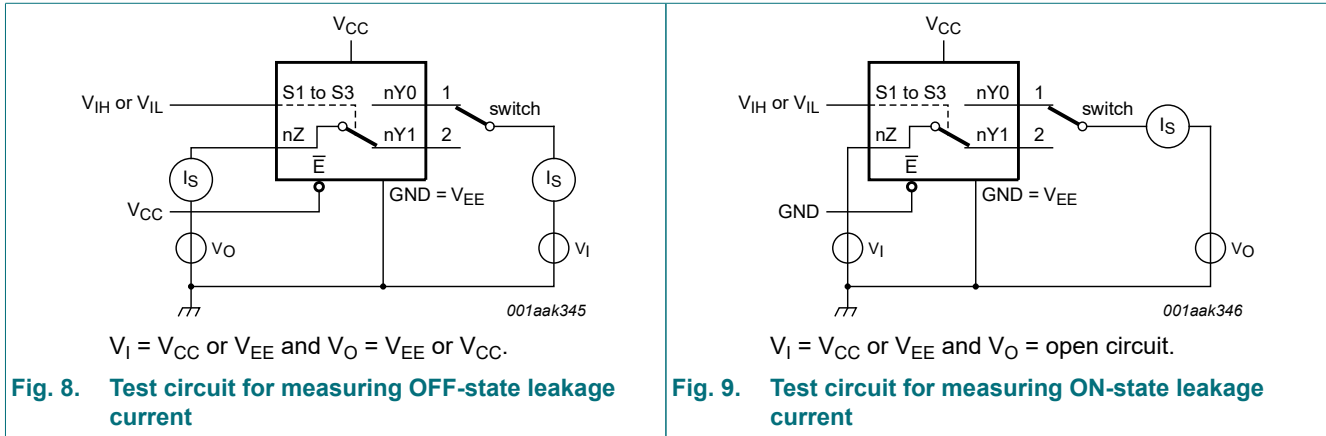 V_CC
V_IH or V_IL S1 to S3 nY0 1 switch
nZ nY1 2
E̅
I_S I_S
V_CC GND = V_EE
V_O V_I
001aak345
V_I = V_CC or V_EE and V_O = V_EE or V_CC.
Fig. 8. Test circuit for measuring OFF-state leakage
current
V_CC
V_IH or V_IL S1 to S3 nY0 1 switch
nZ nY1 2 I_S
E̅
GND GND = V_EE
V_I V_O
001aak346
V_I = V_CC or V_EE and V_O = open circuit.
Fig. 9. Test circuit for measuring ON-state leakage
current